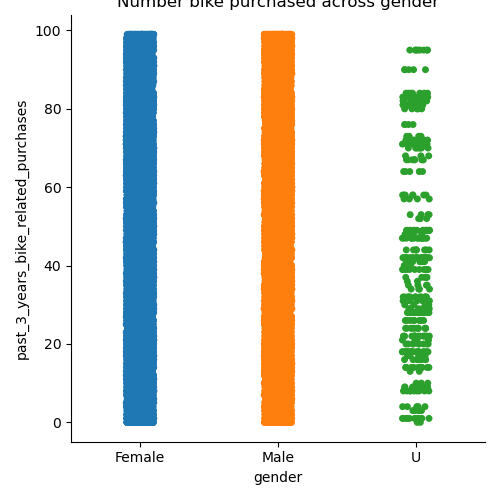 Number bike purchased across gender
past_3_years_bike_related_purchases
100
80
60
40
20
0
Female Male U
gender